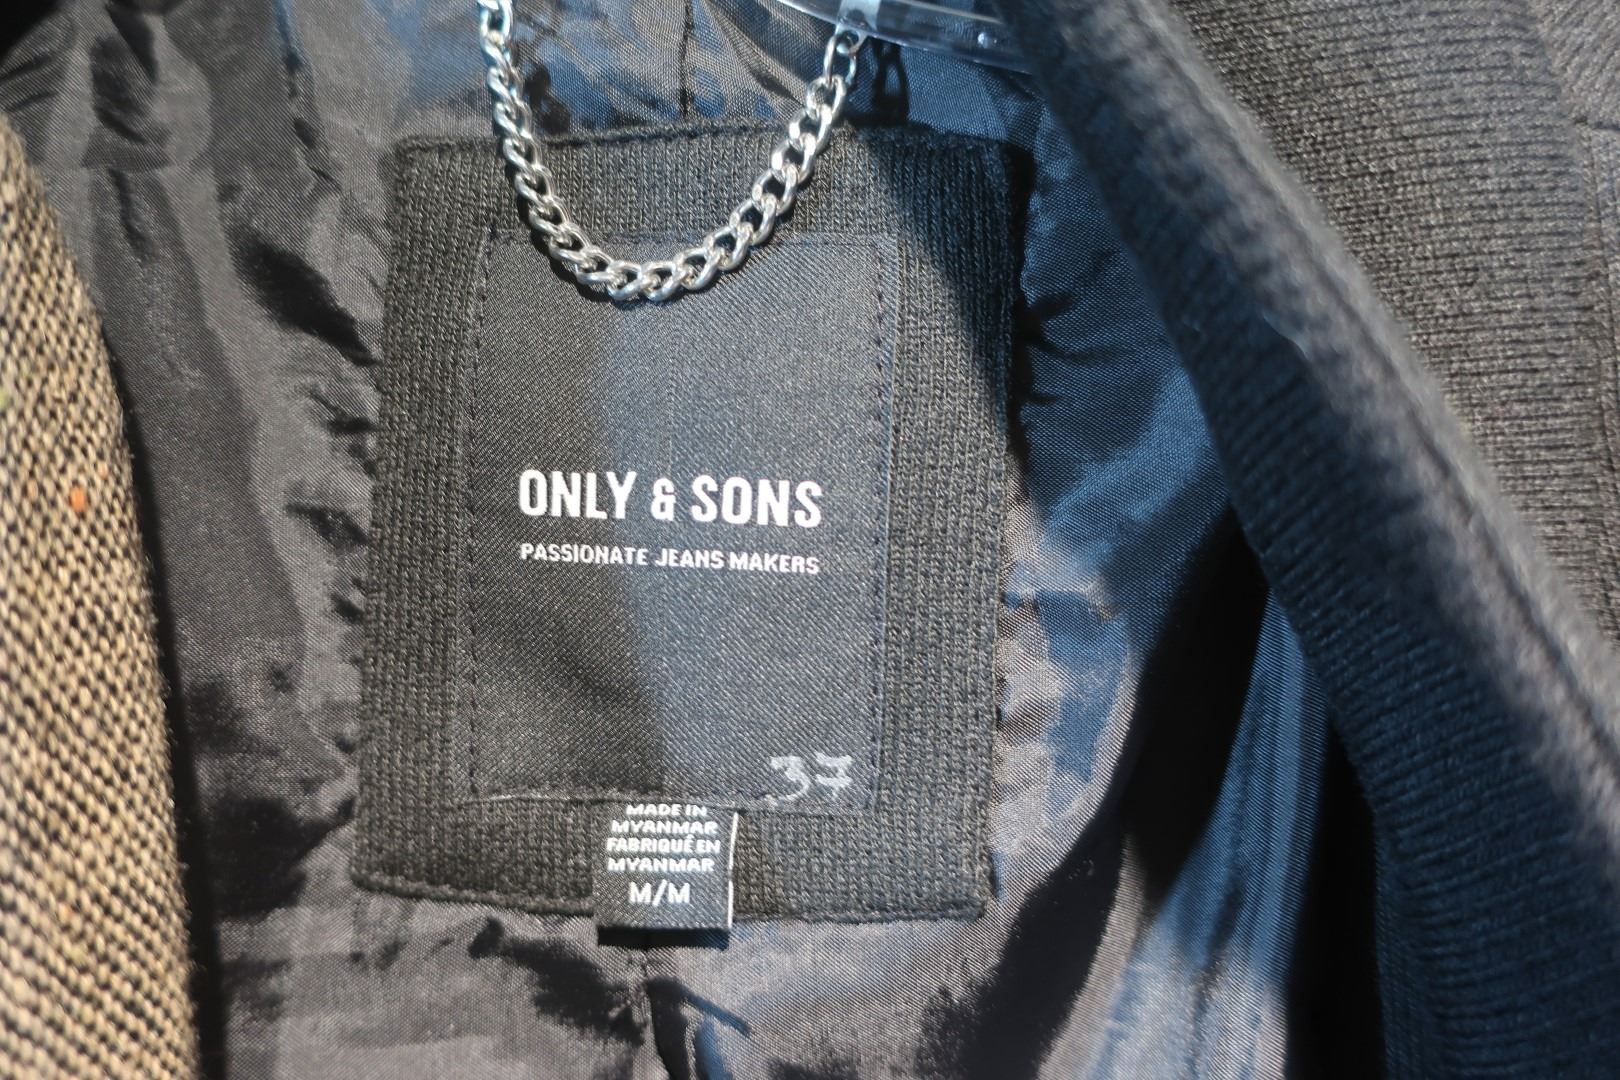 ONLY & SONS
PASSIONATE JEANS MAKERS
37
MADE IN
MYANMAR
FABRIQUÉ EN
MYANMAR
M/M